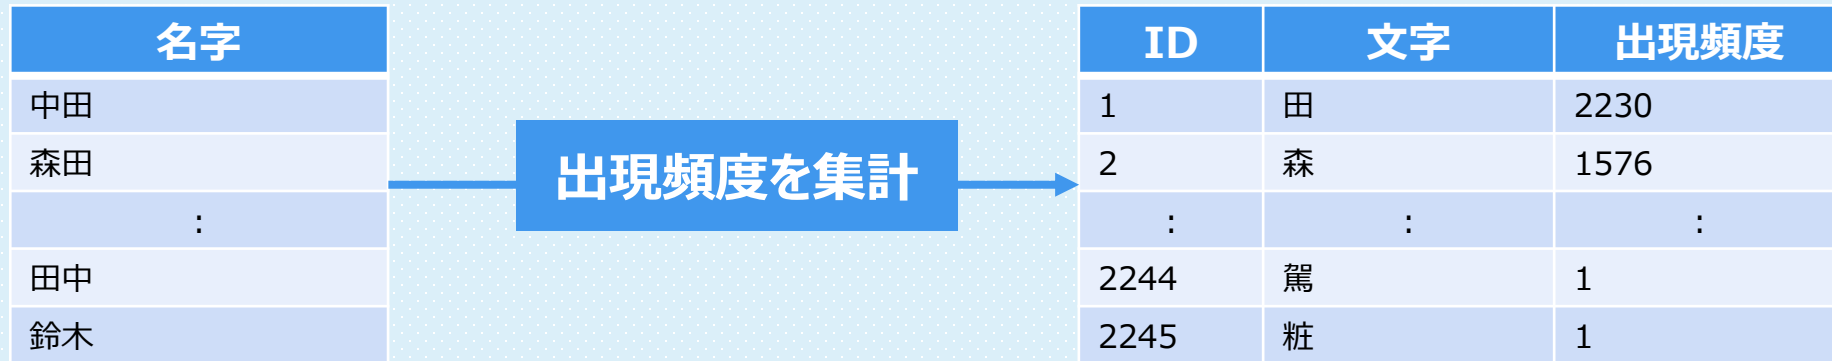 名字
中田
森田
:
田中
鈴木
出現頻度を集計
ID 文字 出現頻度
1 田 2230
2 森 1576
: : :
2244 駕 1
2245 粧 1